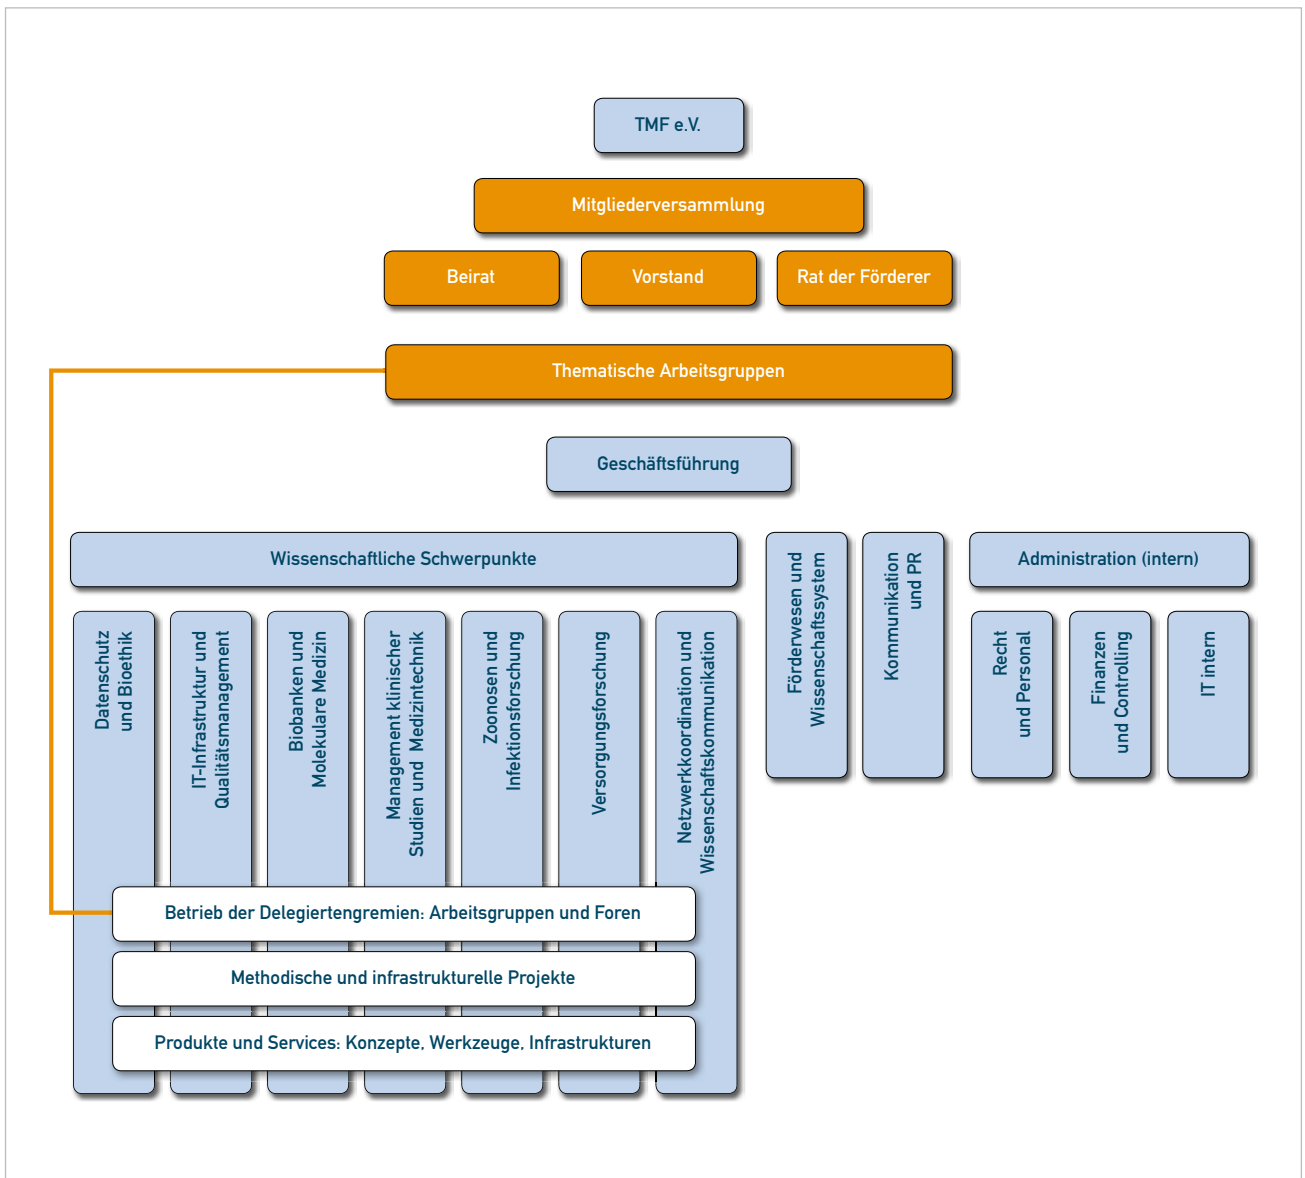 TMF e.V.
Mitgliederversammlung
Beirat
Vorstand
Rat der Förderer
Thematische Arbeitsgruppen
Geschäftsführung
Wissenschaftliche Schwerpunkte
Förderwesen und
Wissenschaftssystem
Kommunikation
und PR
Administration (intern)
Datenschutz
und Bioethik
IT-Infrastruktur und
Qualitätsmanagement
Biobanken und
Molekulare Medizin
Management klinischer
Studien und Medizintechnik
Zoonosen und
Infektionsforschung
Versorgungsforschung
Netzwerkkoordination und
Wissenschaftskommunikation
Recht
und Personal
Finanzen
und Controlling
IT intern
Betrieb der Delegiertengremien: Arbeitsgruppen und Foren
Methodische und infrastrukturelle Projekte
Produkte und Services: Konzepte, Werkzeuge, Infrastrukturen